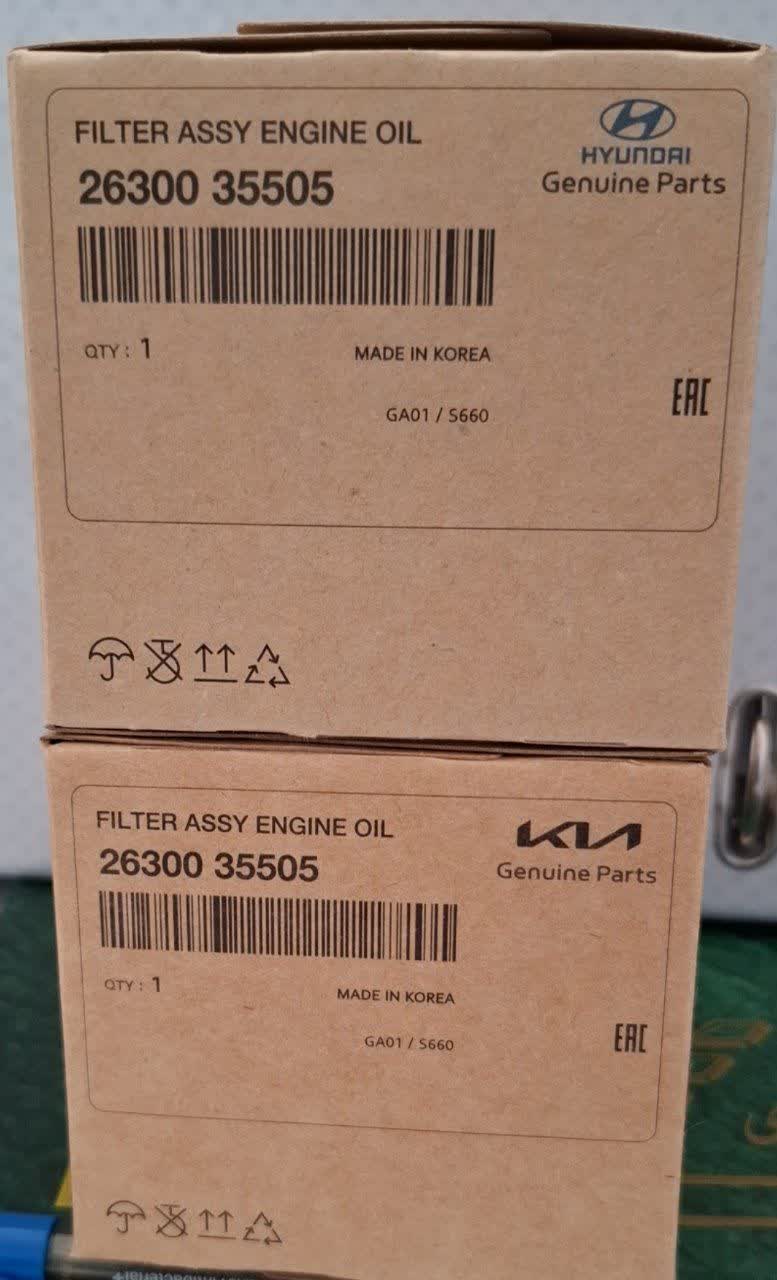 FILTER ASSY ENGINE OIL
HYUNDAI
26300 35505
Genuine Parts
QTY : 1
MADE IN KOREA
GA01 / S660
EAC
FILTER ASSY ENGINE OIL
KIA
26300 35505
Genuine Parts
QTY : 1
MADE IN KOREA
GA01 / S660
EAC